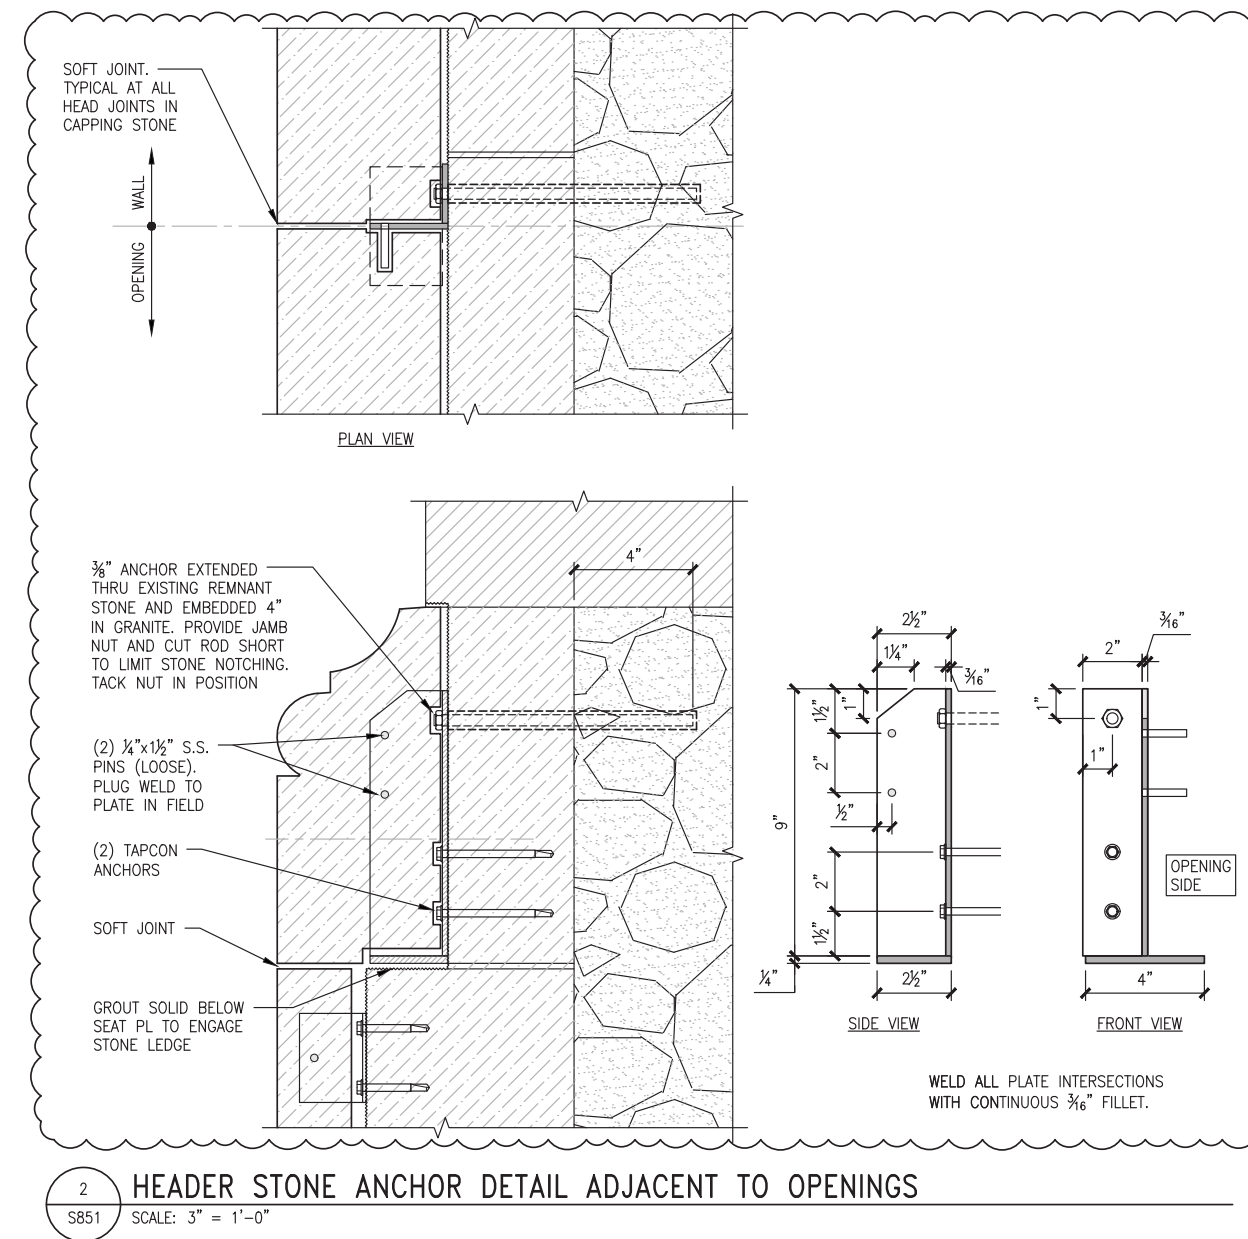 SOFT JOINT.
TYPICAL AT ALL
HEAD JOINTS IN
CAPPING STONE
WALL
OPENING
PLAN VIEW
⅜" ANCHOR EXTENDED
THRU EXISTING REMNANT
STONE AND EMBEDDED 4"
IN GRANITE. PROVIDE JAMB
NUT AND CUT ROD SHORT
TO LIMIT STONE NOTCHING.
TACK NUT IN POSITION
(2) ¼"x1½" S.S.
PINS (LOOSE).
PLUG WELD TO
PLATE IN FIELD
(2) TAPCON
ANCHORS
SOFT JOINT
GROUT SOLID BELOW
SEAT PL TO ENGAGE
STONE LEDGE
4"
2½"
1¼"
3/16"
1½"
1"
2"
½"
9"
2"
1½"
¼"
2½"
SIDE VIEW
3/16"
2"
1"
1"
OPENING
SIDE
4"
FRONT VIEW
WELD ALL PLATE INTERSECTIONS
WITH CONTINUOUS 3/16" FILLET.
2
S851
HEADER STONE ANCHOR DETAIL ADJACENT TO OPENINGS
SCALE: 3" = 1'-0"